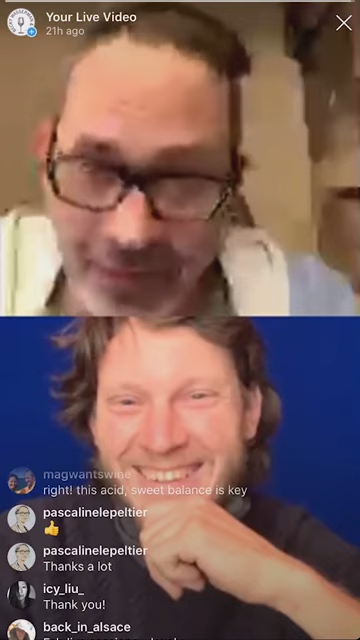 Your Live Video
21h ago
magwantswine
right! this acid, sweet balance is key
pascalinelepeltier
👍
pascalinelepeltier
Thanks a lot
icy_liu_
Thank you!
back_in_alsace